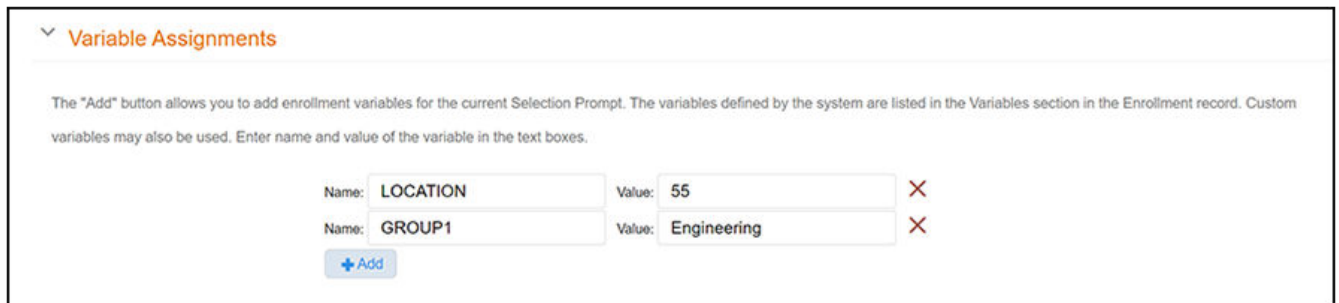 Variable Assignments
The "Add" button allows you to add enrollment variables for the current Selection Prompt. The variables defined by the system are listed in the Variables section in the Enrollment record. Custom
variables may also be used. Enter name and value of the variable in the text boxes.
Name: LOCATION Value: 55
Name: GROUP1 Value: Engineering
Add